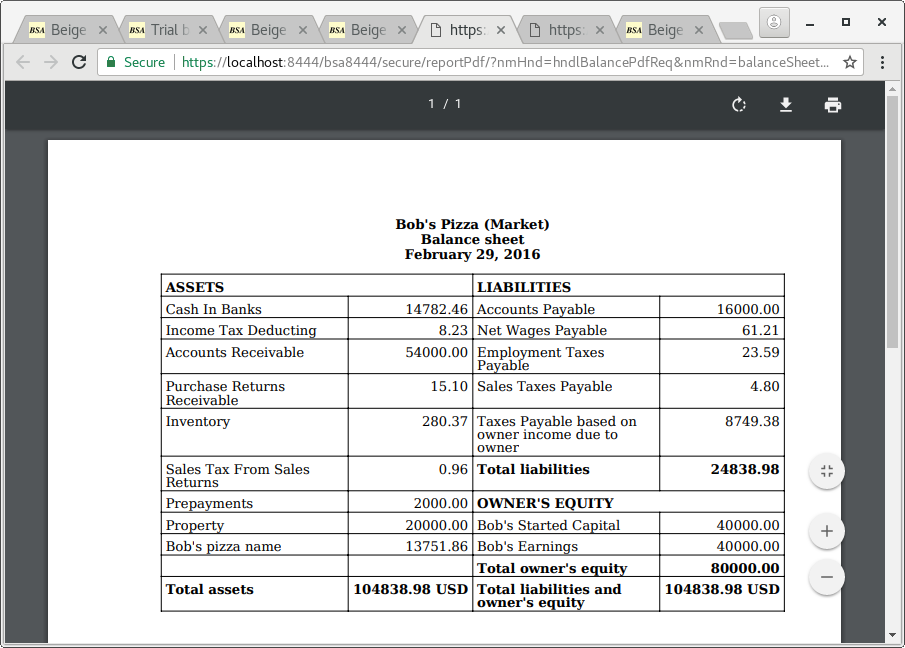 BSA Beige
BSA Trial b
BSA Beige
BSA Beige
https:
https:
BSA Beige
Secure https://localhost:8444/bsa8444/secure/reportPdf/?nmHnd=hndlBalancePdfReq&nmRnd=balanceSheet...
1 / 1
Bob's Pizza (Market)
Balance sheet
February 29, 2016
ASSETS LIABILITIES
Cash In Banks 14782.46 Accounts Payable 16000.00
Income Tax Deducting 8.23 Net Wages Payable 61.21
Accounts Receivable 54000.00 Employment Taxes 23.59
Payable
Purchase Returns 15.10 Sales Taxes Payable 4.80
Receivable
Inventory 280.37 Taxes Payable based on 8749.38
owner income due to
owner
Sales Tax From Sales 0.96 Total liabilities 24838.98
Returns
Prepayments 2000.00 OWNER'S EQUITY
Property 20000.00 Bob's Started Capital 40000.00
Bob's pizza name 13751.86 Bob's Earnings 40000.00
Total owner's equity 80000.00
Total assets 104838.98 USD Total liabilities and 104838.98 USD
owner's equity